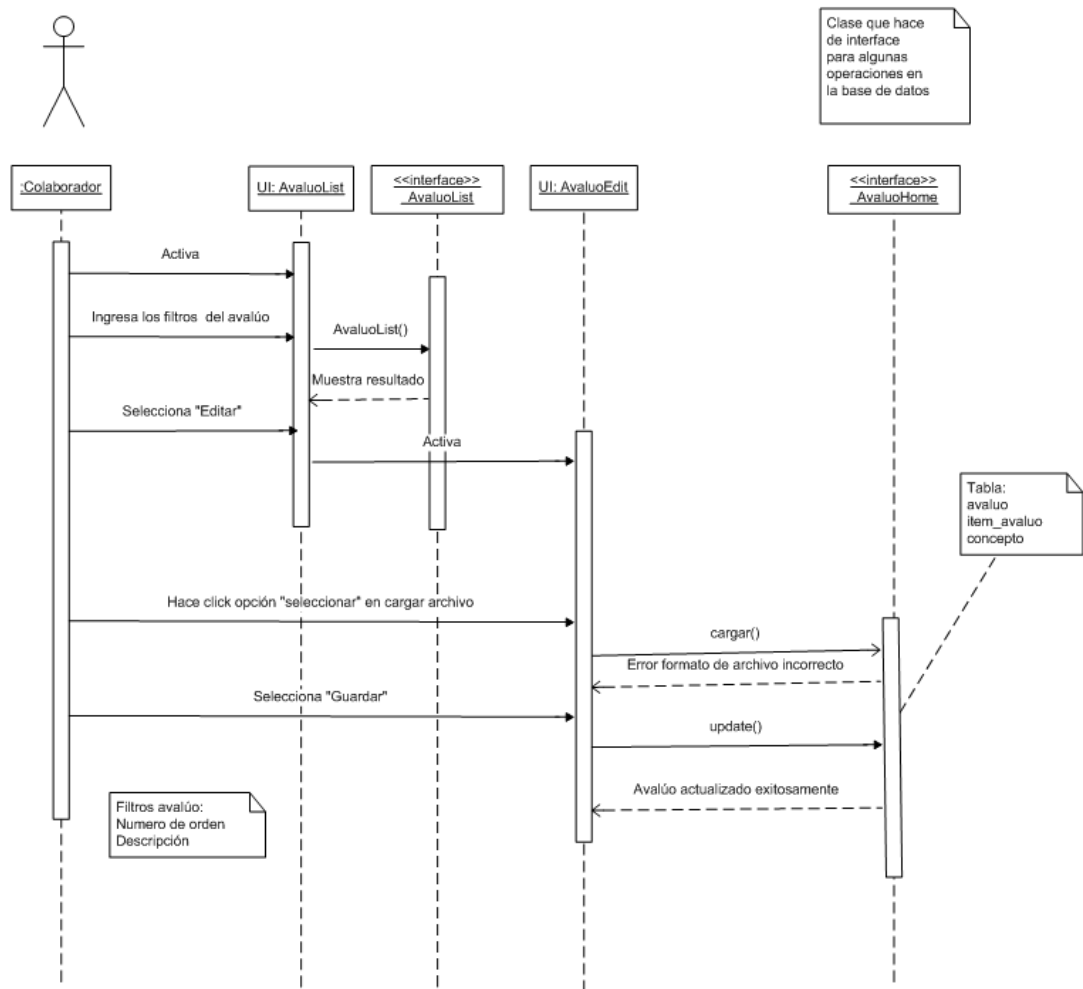 Clase que hace
de interface
para algunas
operaciones en
la base de datos
:Colaborador
UI: AvaluoList
<<interface>>
_AvaluoList
UI: AvaluoEdit
<<interface>>
_AvaluoHome
Activa
Ingresa los filtros del avalúo
AvaluoList()
Muestra resultado
Selecciona "Editar"
Activa
Tabla:
avaluo
item_avaluo
concepto
Hace click opción "seleccionar" en cargar archivo
cargar()
Error formato de archivo incorrecto
Selecciona "Guardar"
update()
Avalúo actualizado exitosamente
Filtros avalúo:
Numero de orden
Descripción